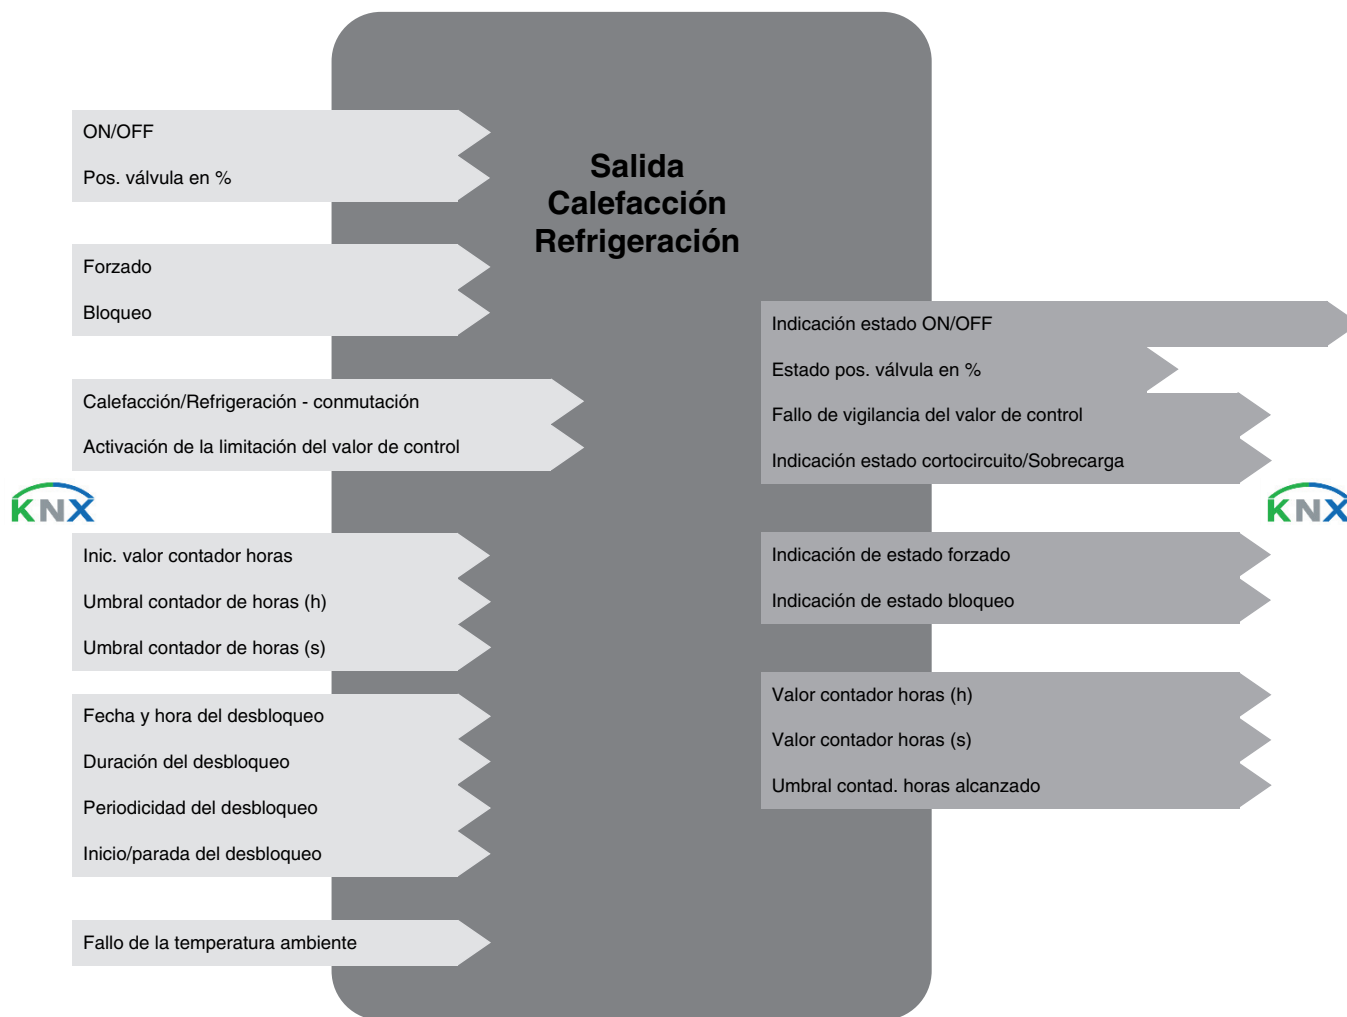 ON/OFF
Pos. válvula en %
Salida
Calefacción
Refrigeración
Forzado
Bloqueo
Calefacción/Refrigeración - conmutación
Activación de la limitación del valor de control
KNX
Inic. valor contador horas
Umbral contador de horas (h)
Umbral contador de horas (s)
Fecha y hora del desbloqueo
Duración del desbloqueo
Periodicidad del desbloqueo
Inicio/parada del desbloqueo
Fallo de la temperatura ambiente
Indicación estado ON/OFF
Estado pos. válvula en %
Fallo de vigilancia del valor de control
Indicación estado cortocircuito/Sobrecarga
KNX
Indicación de estado forzado
Indicación de estado bloqueo
Valor contador horas (h)
Valor contador horas (s)
Umbral contad. horas alcanzado